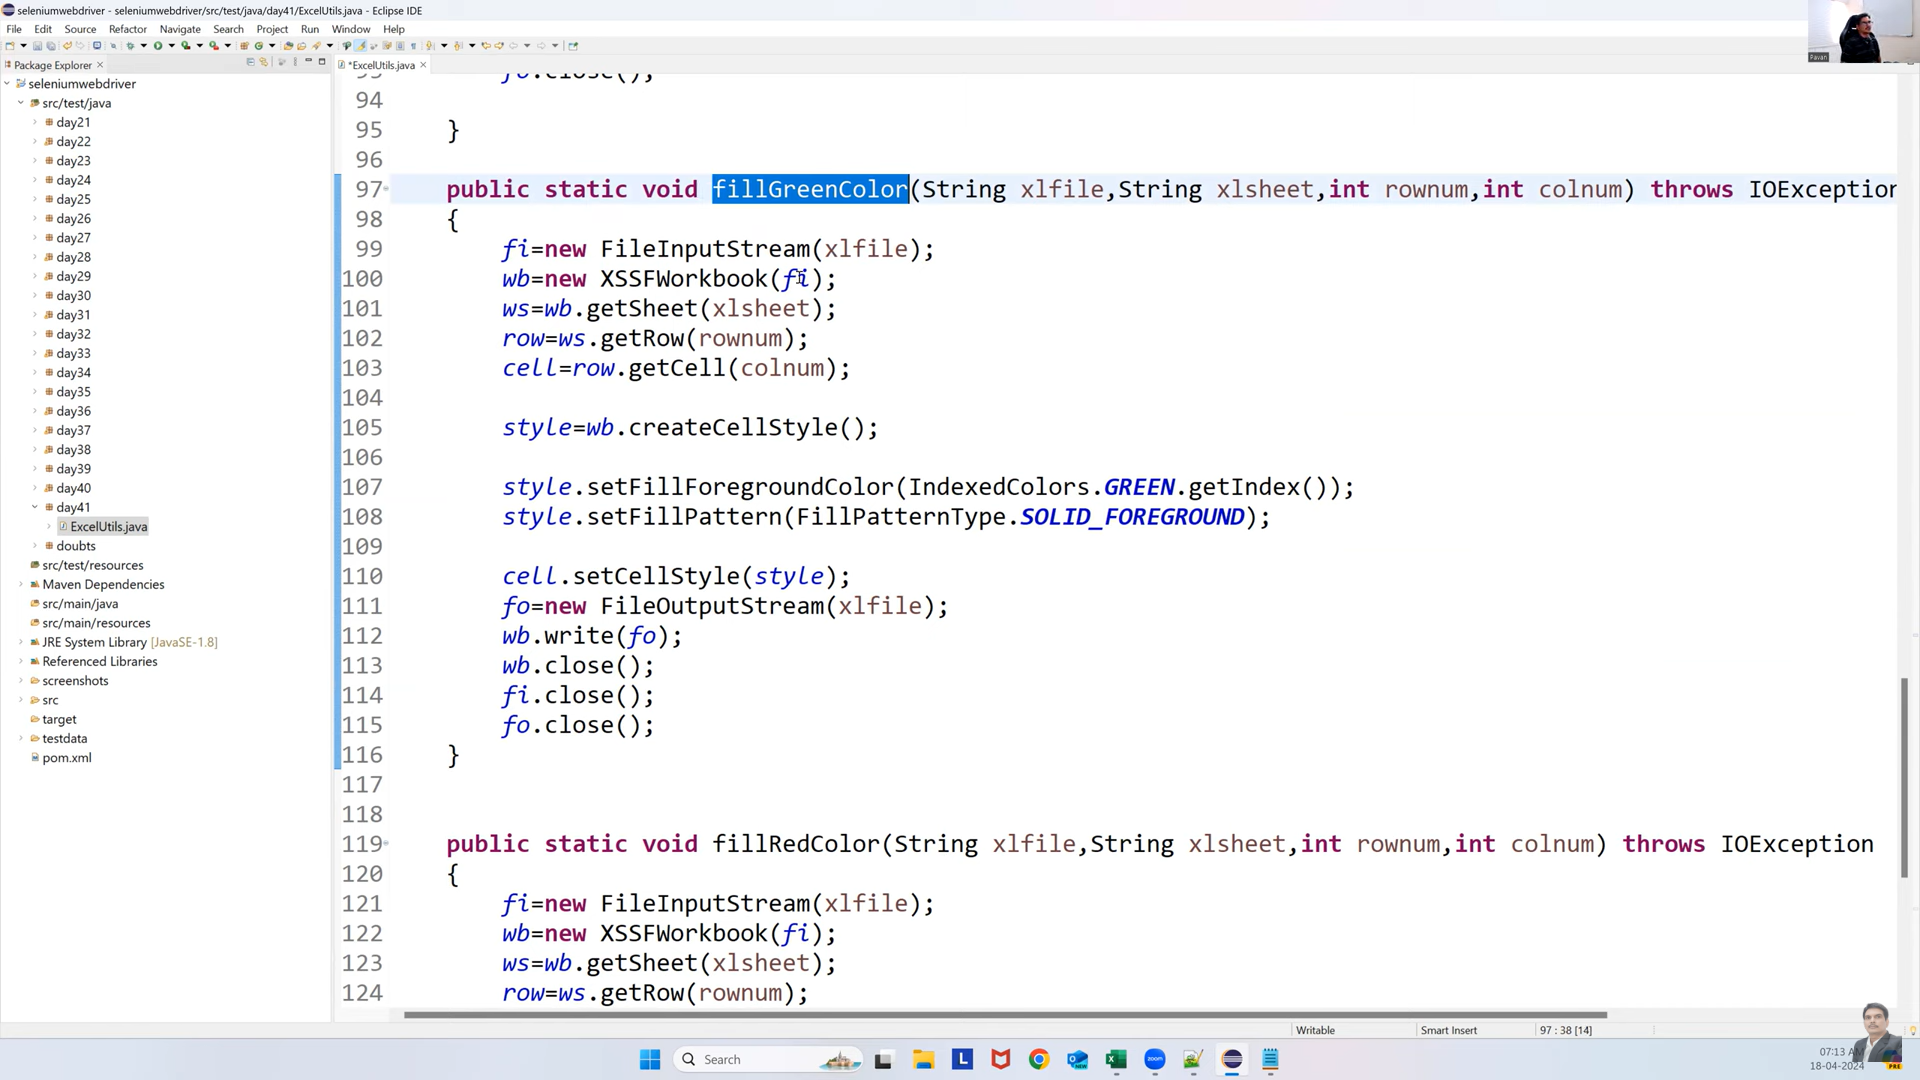 seleniumwebdriver - seleniumwebdriver/src/test/java/day41/ExcelUtils.java - Eclipse IDE
File Edit Source Refactor Navigate Search Project Run Window Help
Package Explorer
*ExcelUtils.java
seleniumwebdriver
src/test/java
day21
day22
day23
day24
day25
day26
day27
day28
day29
day30
day31
day32
day33
day34
day35
day36
day37
day38
day39
day40
day41
ExcelUtils.java
doubts
src/test/resources
Maven Dependencies
src/main/java
src/main/resources
JRE System Library [JavaSE-1.8]
Referenced Libraries
screenshots
src
target
testdata
pom.xml
93 fo.close();
94
95 }
96
97 public static void fillGreenColor(String xlfile,String xlsheet,int rownum,int colnum) throws IOException
98 {
99 fi=new FileInputStream(xlfile);
100 wb=new XSSFWorkbook(fi);
101 ws=wb.getSheet(xlsheet);
102 row=ws.getRow(rownum);
103 cell=row.getCell(colnum);
104
105 style=wb.createCellStyle();
106
107 style.setFillForegroundColor(IndexedColors.GREEN.getIndex());
108 style.setFillPattern(FillPatternType.SOLID_FOREGROUND);
109
110 cell.setCellStyle(style);
111 fo=new FileOutputStream(xlfile);
112 wb.write(fo);
113 wb.close();
114 fi.close();
115 fo.close();
116 }
117
118
119 public static void fillRedColor(String xlfile,String xlsheet,int rownum,int colnum) throws IOException
120 {
121 fi=new FileInputStream(xlfile);
122 wb=new XSSFWorkbook(fi);
123 ws=wb.getSheet(xlsheet);
124 row=ws.getRow(rownum);
Writable Smart Insert 97 : 38 [14]
Search
L
NEW
07:13 AM
18-04-2024
PRE
Pavan